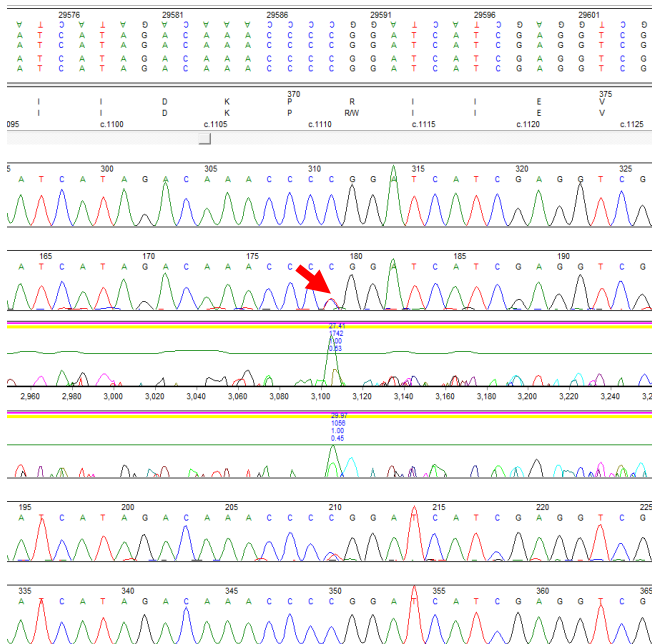 29576 29581 29586 29591 29596 29601
A T C A T A G A C A A A C C C C G G A T C A T C G A G G T C G
A T C A T A G A C A A A C C C C G G A T C A T C G A G G T C G
A T C A T A G A C A A A C C C C G G A T C A T C G A G G T C G
A T C A T A G A C A A A C C C C G G A T C A T C G A G G T C G
A T C A T A G A C A A A C C C C G G A T C A T C G A G G T C G
370 375
I I D K P R I I E V
I I D K P R/W I I E V
095 c.1100 c.1105 c.1110 c.1115 c.1120 c.1125
5 300 305 310 315 320 325
A T C A T A G A C A A A C C C C G G A T C A T C G A G G T C G
165 170 175 180 185 190
A T C A T A G A C A A A C C C C G G A T C A T C G A G G T C G
27.41
1742
1.00
2,960 2,980 3,000 3,020 3,040 3,060 3,080 3,100 3,120 3,140 3,160 3,180 3,200 3,220 3,240 3,2
29.97
1056
1.00
0.45
195 200 205 210 215 220 225
A T C A T A G A C A A A C C C C G G A T C A T C G A G G T C G
335 340 345 350 355 360 365
A T C A T A G A C A A A C C C C G G A T C A T C G A G G T C G